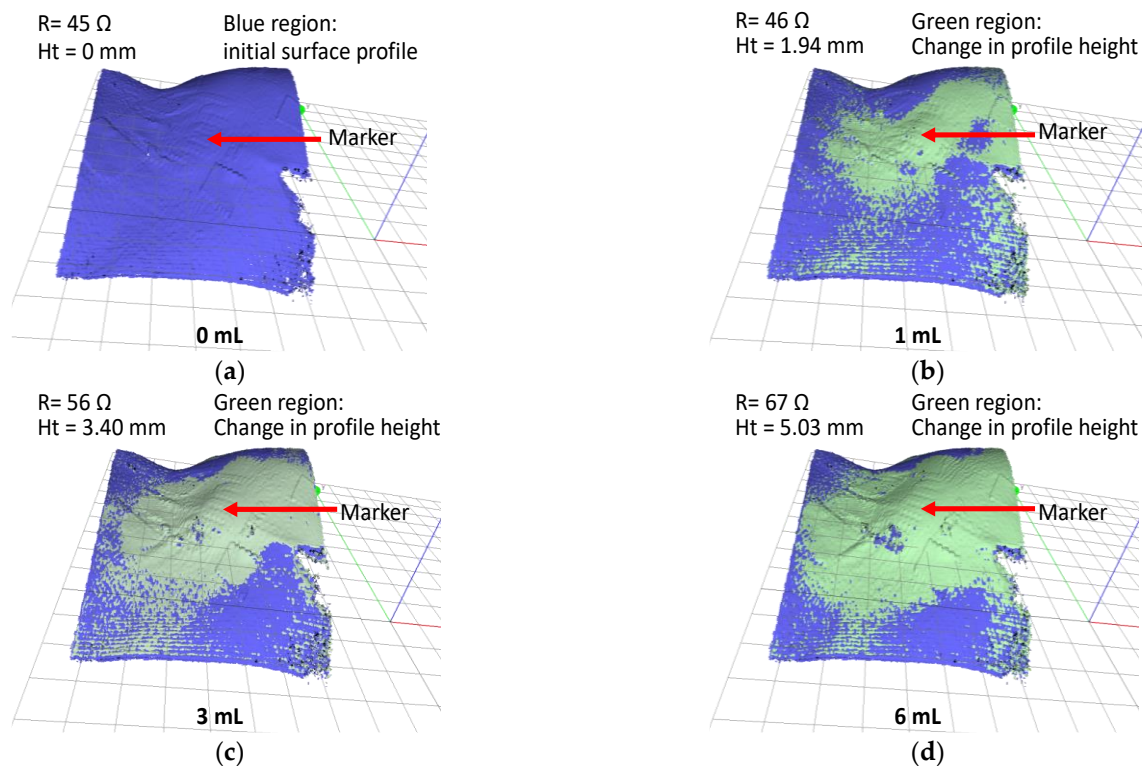 R= 45 Ω Blue region:
Ht = 0 mm initial surface profile
Marker
0 mL
(a)
R= 46 Ω Green region:
Ht = 1.94 mm Change in profile height
Marker
1 mL
(b)
R= 56 Ω Green region:
Ht = 3.40 mm Change in profile height
Marker
3 mL
(c)
R= 67 Ω Green region:
Ht = 5.03 mm Change in profile height
Marker
6 mL
(d)